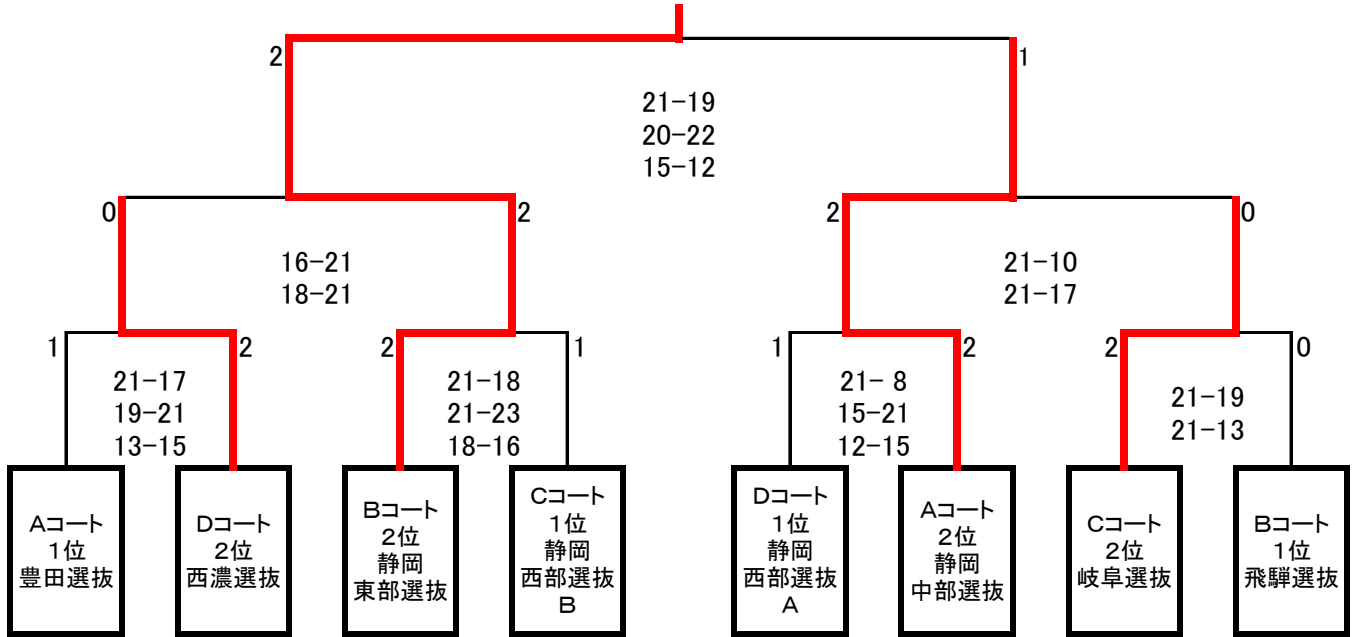 2
1
21-19
20-22
15-12
0
2
2
0
16-21
18-21
21-10
21-17
1
2
2
1
1
2
2
0
21-17
19-21
13-15
21-18
21-23
18-16
21- 8
15-21
12-15
21-19
21-13
Aコート
1位
豊田選抜
Dコート
2位
西濃選抜
Bコート
2位
静岡
東部選抜
Cコート
1位
静岡
西部選抜
B
Dコート
1位
静岡
西部選抜
A
Aコート
2位
静岡
中部選抜
Cコート
2位
岐阜選抜
Bコート
1位
飛騨選抜